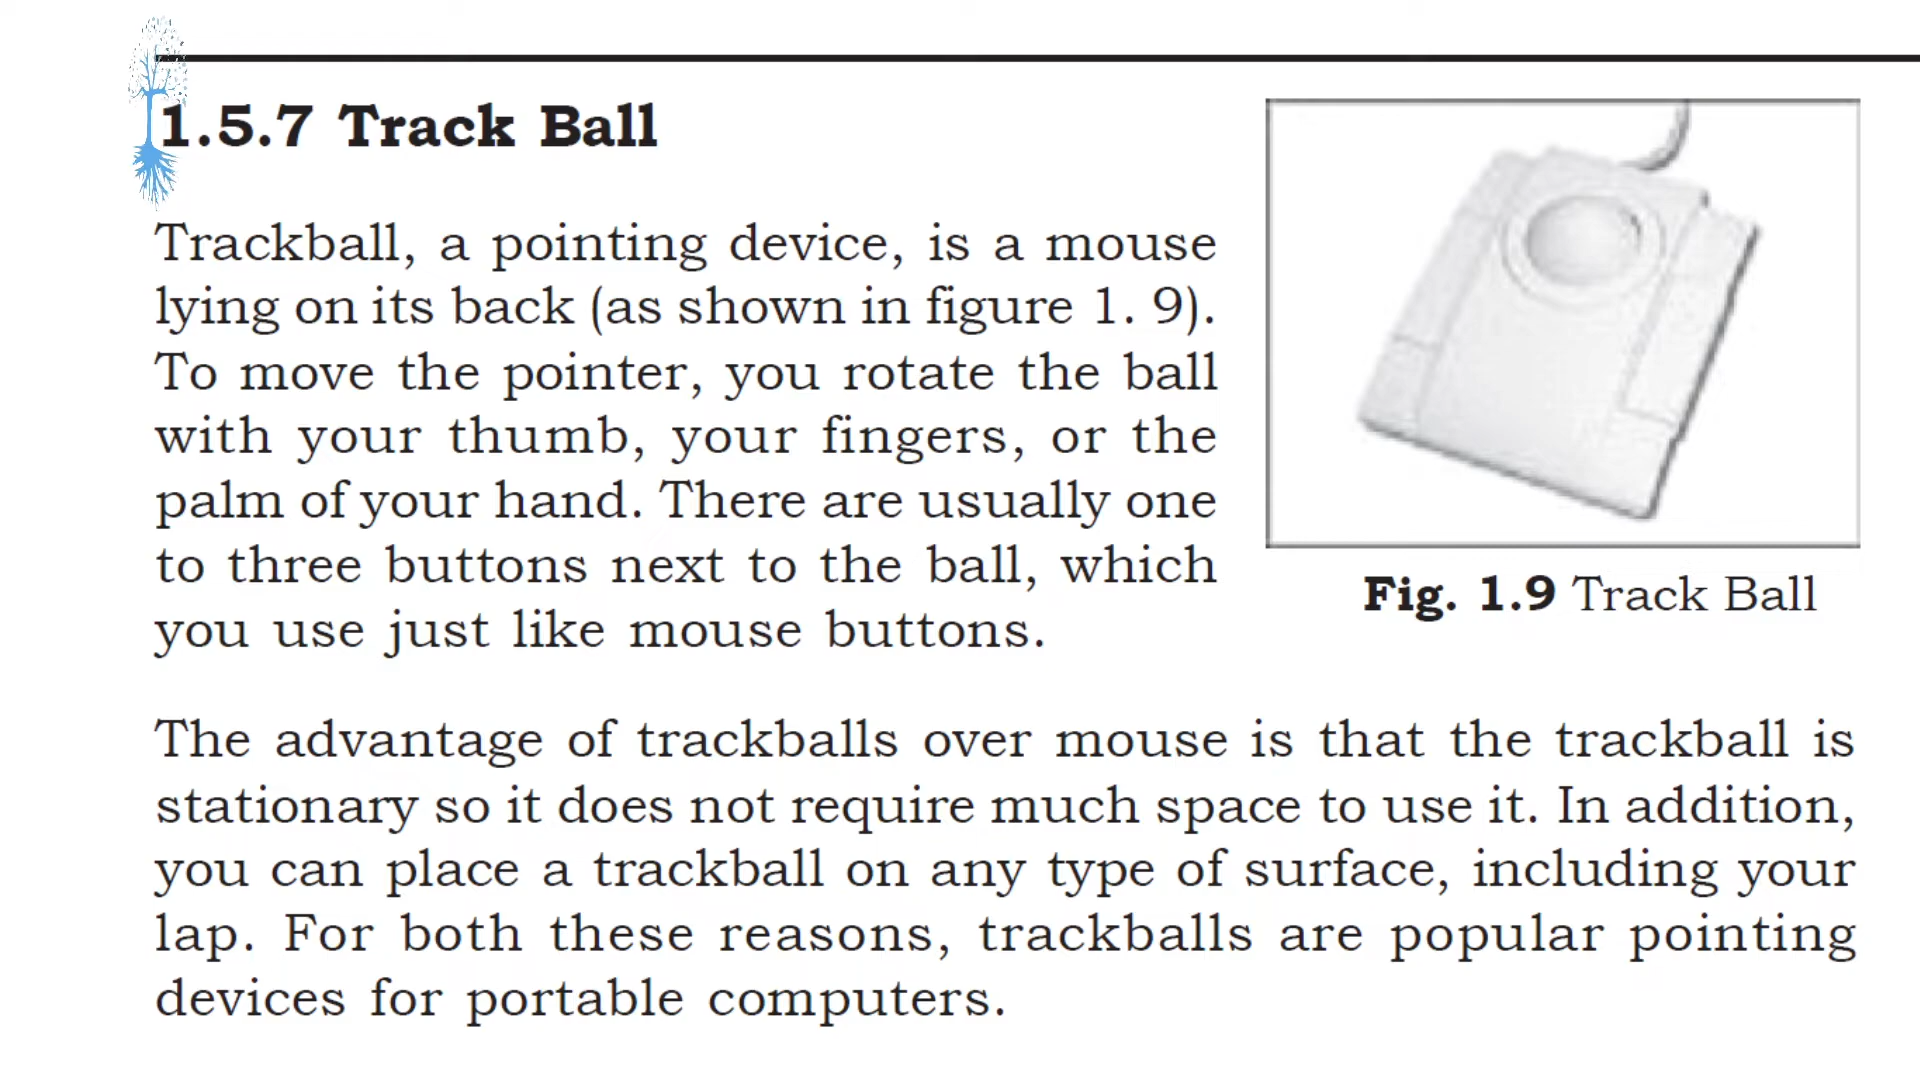 1.5.7 Track Ball
Trackball, a pointing device, is a mouse
lying on its back (as shown in figure 1. 9).
To move the pointer, you rotate the ball
with your thumb, your fingers, or the
palm of your hand. There are usually one
to three buttons next to the ball, which
you use just like mouse buttons.
Fig. 1.9 Track Ball
The advantage of trackballs over mouse is that the trackball is
stationary so it does not require much space to use it. In addition,
you can place a trackball on any type of surface, including your
lap. For both these reasons, trackballs are popular pointing
devices for portable computers.